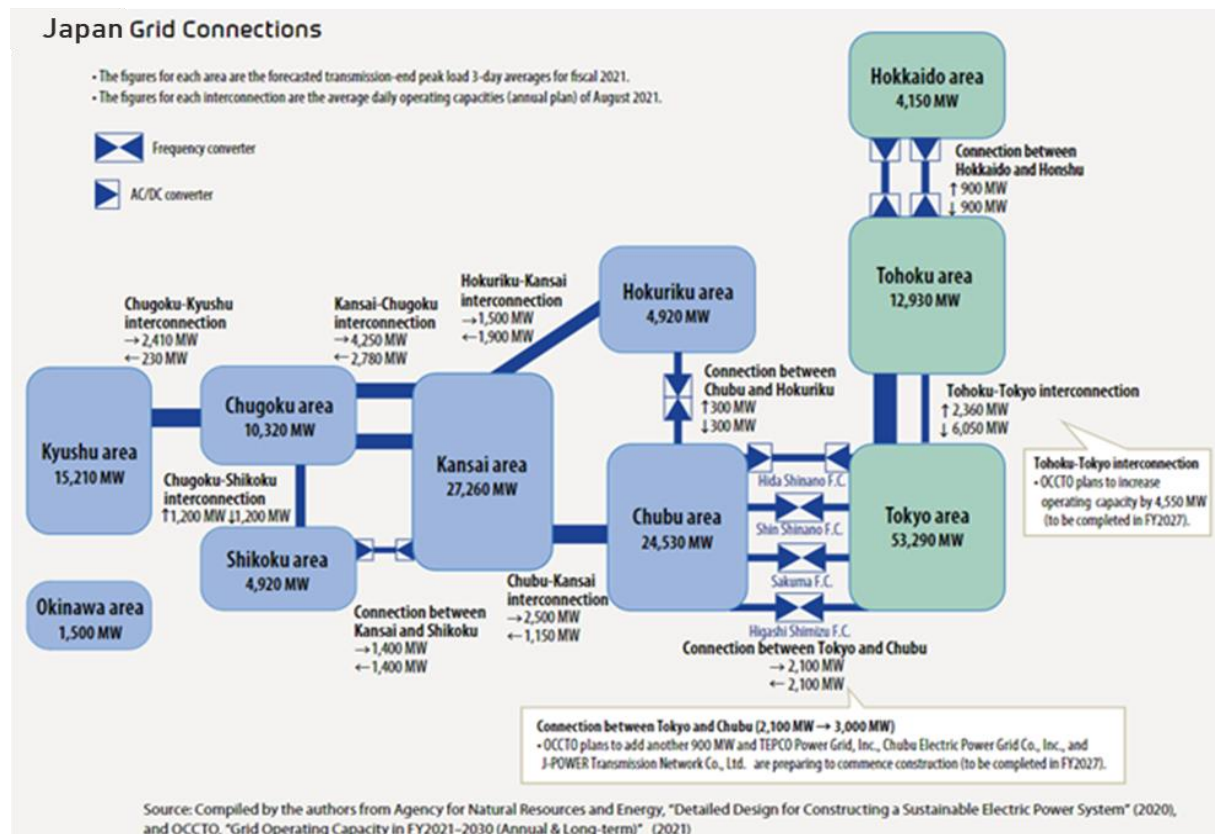 Japan Grid Connections
• The figures for each area are the forecasted transmission-end peak load 3-day averages for fiscal 2021.
• The figures for each interconnection are the average daily operating capacities (annual plan) of August 2021.
Frequency converter
AC/DC converter
Hokkaido area
4,150 MW
Connection between
Hokkaido and Honshu
↑ 900 MW
↓ 900 MW
Tohoku area
12,930 MW
Hokuriku area
4,920 MW
Hokuriku-Kansai
interconnection
→1,500 MW
←1,900 MW
Chugoku-Kyushu
interconnection
→2,410 MW
←230 MW
Kansai-Chugoku
interconnection
→4,250 MW
←2,780 MW
Connection between
Chubu and Hokuriku
↑300 MW
↓300 MW
Tohoku-Tokyo interconnection
↑ 2,360 MW
↓ 6,050 MW
Tohoku-Tokyo interconnection
• OCCTO plans to increase
operating capacity by 4,550 MW
(to be completed in FY2027).
Kyushu area
15,210 MW
Chugoku area
10,320 MW
Chugoku-Shikoku
interconnection
↑1,200 MW ↓1,200 MW
Kansai area
27,260 MW
Chubu area
24,530 MW
Hida Shinano F.C.
Shin Shinano F.C.
Sakuma F.C.
Higashi Shimizu F.C.
Tokyo area
53,290 MW
Shikoku area
4,920 MW
Okinawa area
1,500 MW
Connection between
Kansai and Shikoku
→1,400 MW
←1,400 MW
Chubu-Kansai
interconnection
→2,500 MW
←1,150 MW
Connection between Tokyo and Chubu
→ 2,100 MW
← 2,100 MW
Connection between Tokyo and Chubu (2,100 MW → 3,000 MW)
• OCCTO plans to add another 900 MW and TEPCO Power Grid, Inc., Chubu Electric Power Grid Co., Inc., and
J-POWER Transmission Network Co., Ltd. are preparing to commence construction (to be completed in FY2027).
Source: Compiled by the authors from Agency for Natural Resources and Energy, "Detailed Design for Constructing a Sustainable Electric Power System" (2020),
and OCCTO, "Grid Operating Capacity in FY2021–2030 (Annual & Long-term)" (2021)